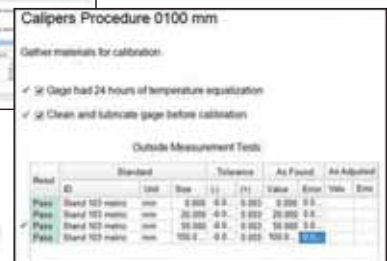 Calipers Procedure 0100 mm
Gather materials for calibration
Gage had 24 hours of temperature equalization
Clean and lubricate gage before calibration
Outside Measurement Tests
Result Standard Tolerance As Found As Adjusted
ID Unit Size (-) (+) Value Error Value Error
Pass Stand 103 metric mm 0.000 0.003 0.000
Pass Stand 103 metric mm 20.000 0.003 20.000
Pass Stand 103 metric mm 50.000 0.003 50.000
Pass Stand 103 metric mm 100.0... 0.003 100.0...